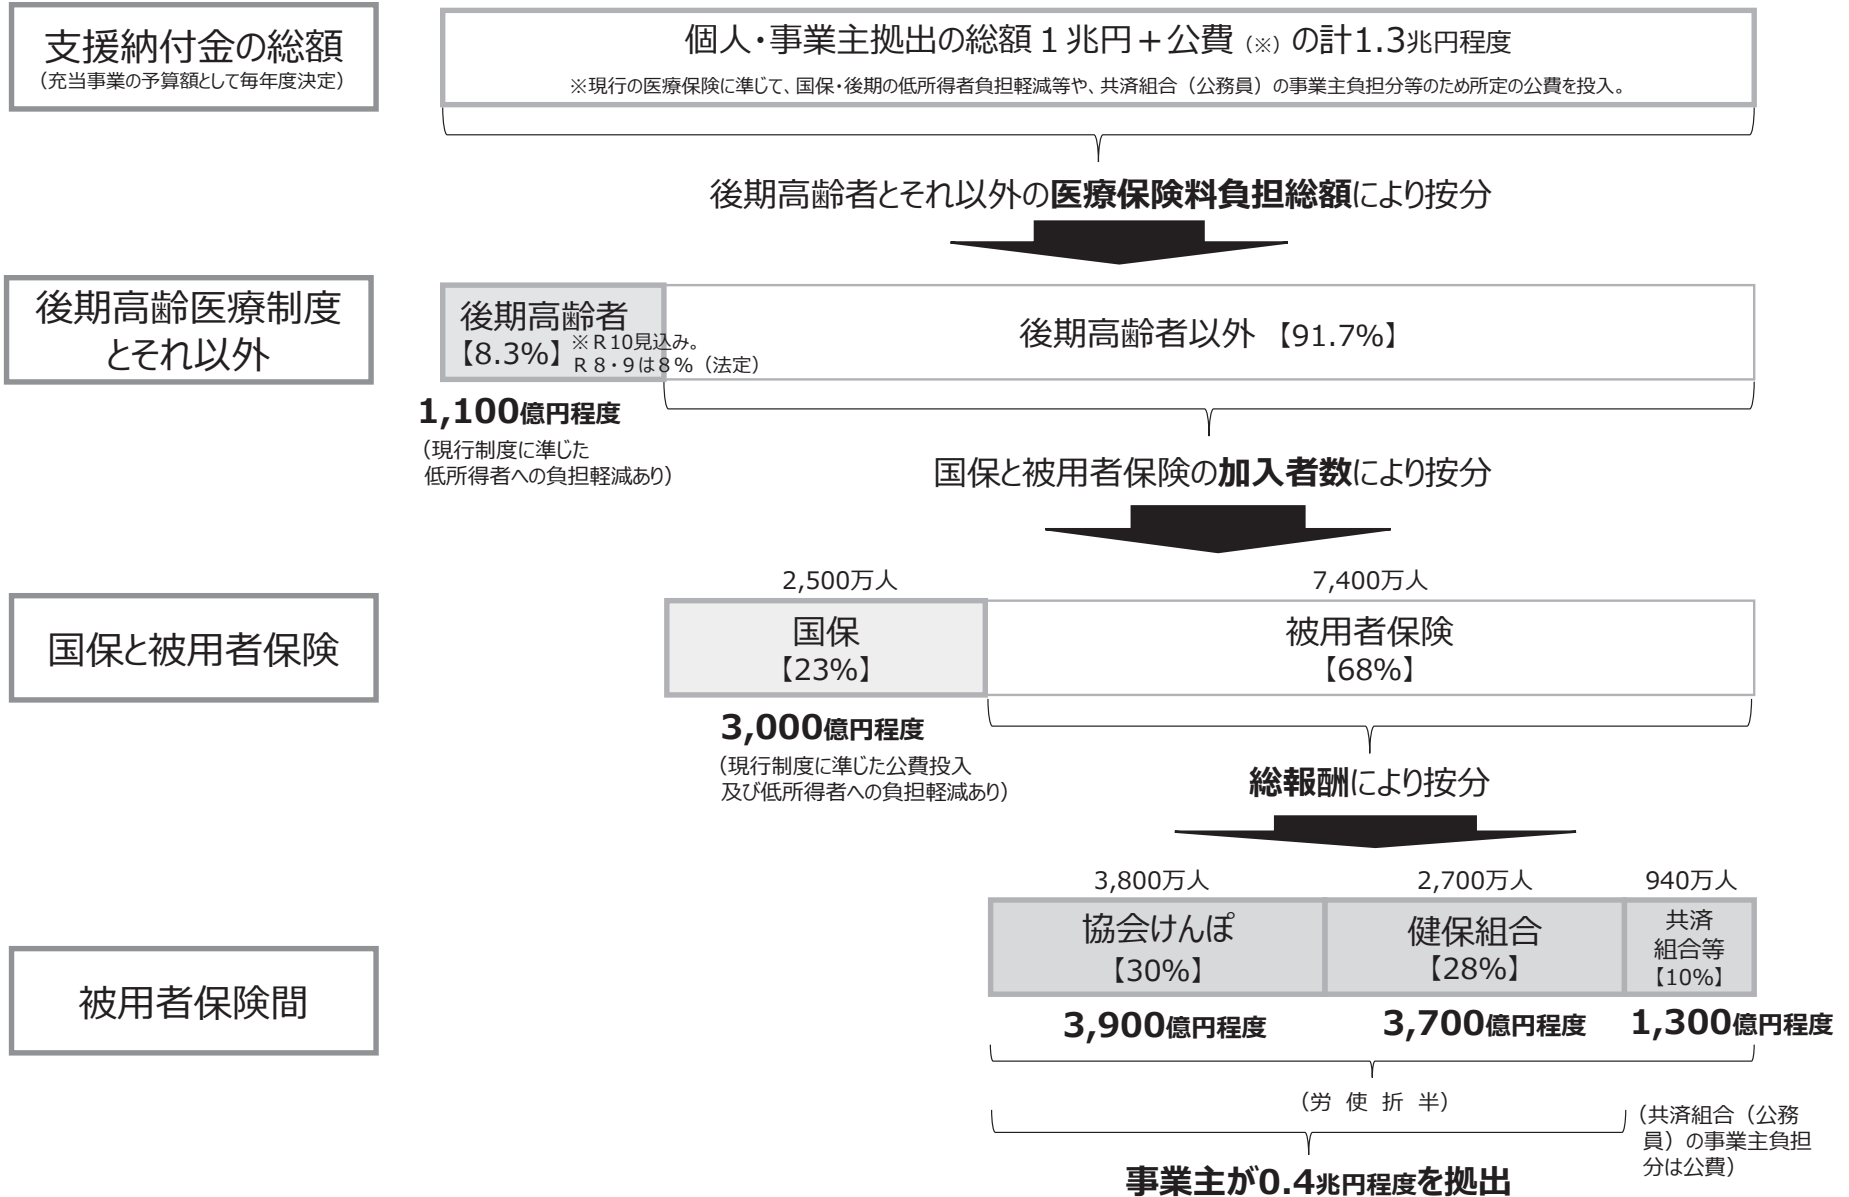 支援納付金の総額
（充当事業の予算額として毎年度決定）
個人・事業主拠出の総額１兆円＋公費（※）の計1.3兆円程度
※現行の医療保険に準じて、国保・後期の低所得者負担軽減等や、共済組合（公務員）の事業主負担分等のため所定の公費を投入。
後期高齢者とそれ以外の医療保険料負担総額により按分
後期高齢医療制度
とそれ以外
後期高齢者
【8.3%】
※Ｒ10見込み。
Ｒ８・９は８％（法定）
後期高齢者以外 【91.7%】
1,100億円程度
（現行制度に準じた
低所得者への負担軽減あり）
国保と被用者保険の加入者数により按分
国保と被用者保険
2,500万人
7,400万人
国保
【23%】
被用者保険
【68%】
3,000億円程度
（現行制度に準じた公費投入
及び低所得者への負担軽減あり）
総報酬により按分
被用者保険間
3,800万人
2,700万人
940万人
協会けんぽ
【30%】
健保組合
【28%】
共済
組合等
【10%】
3,900億円程度
3,700億円程度
1,300億円程度
（労 使 折 半）
（共済組合（公務
員）の事業主負担
分は公費）
事業主が0.4兆円程度を拠出